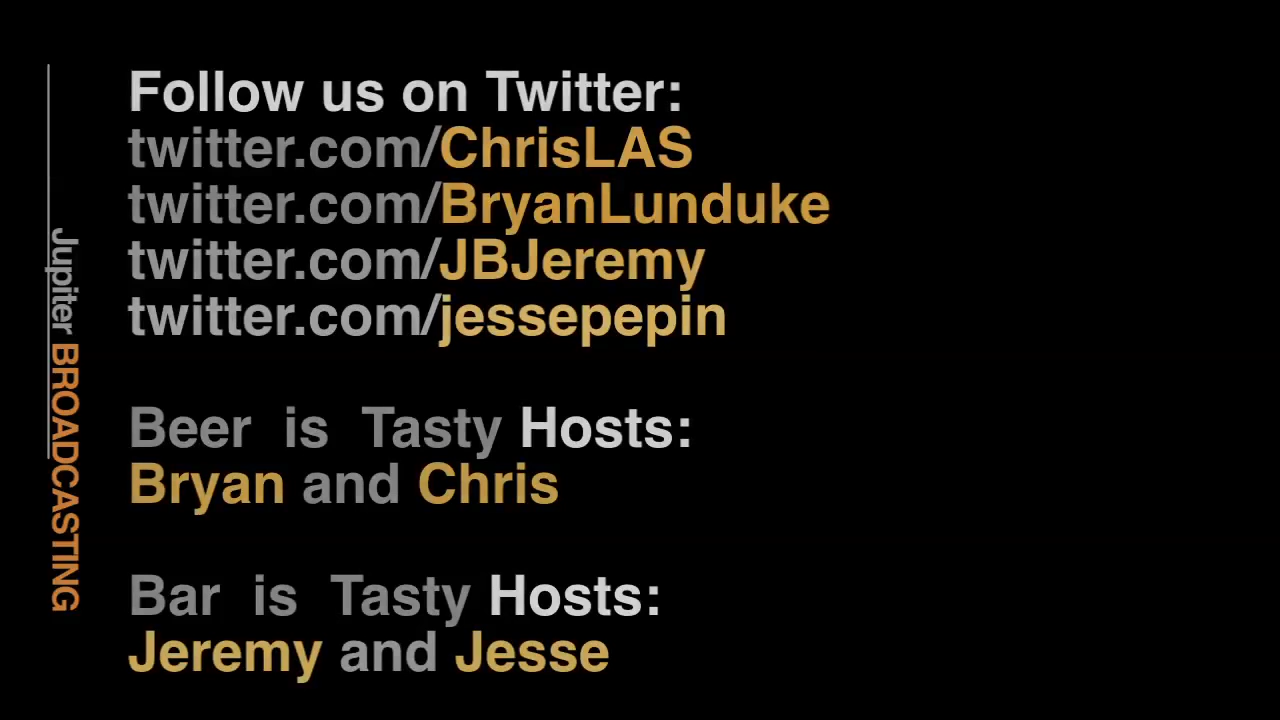 Follow us on Twitter:
twitter.com/ChrisLAS
twitter.com/BryanLunduke
twitter.com/JBJeremy
twitter.com/jessepepin
Beer is Tasty Hosts:
Bryan and Chris
Bar is Tasty Hosts:
Jeremy and Jesse
Jupiter BROADCASTING